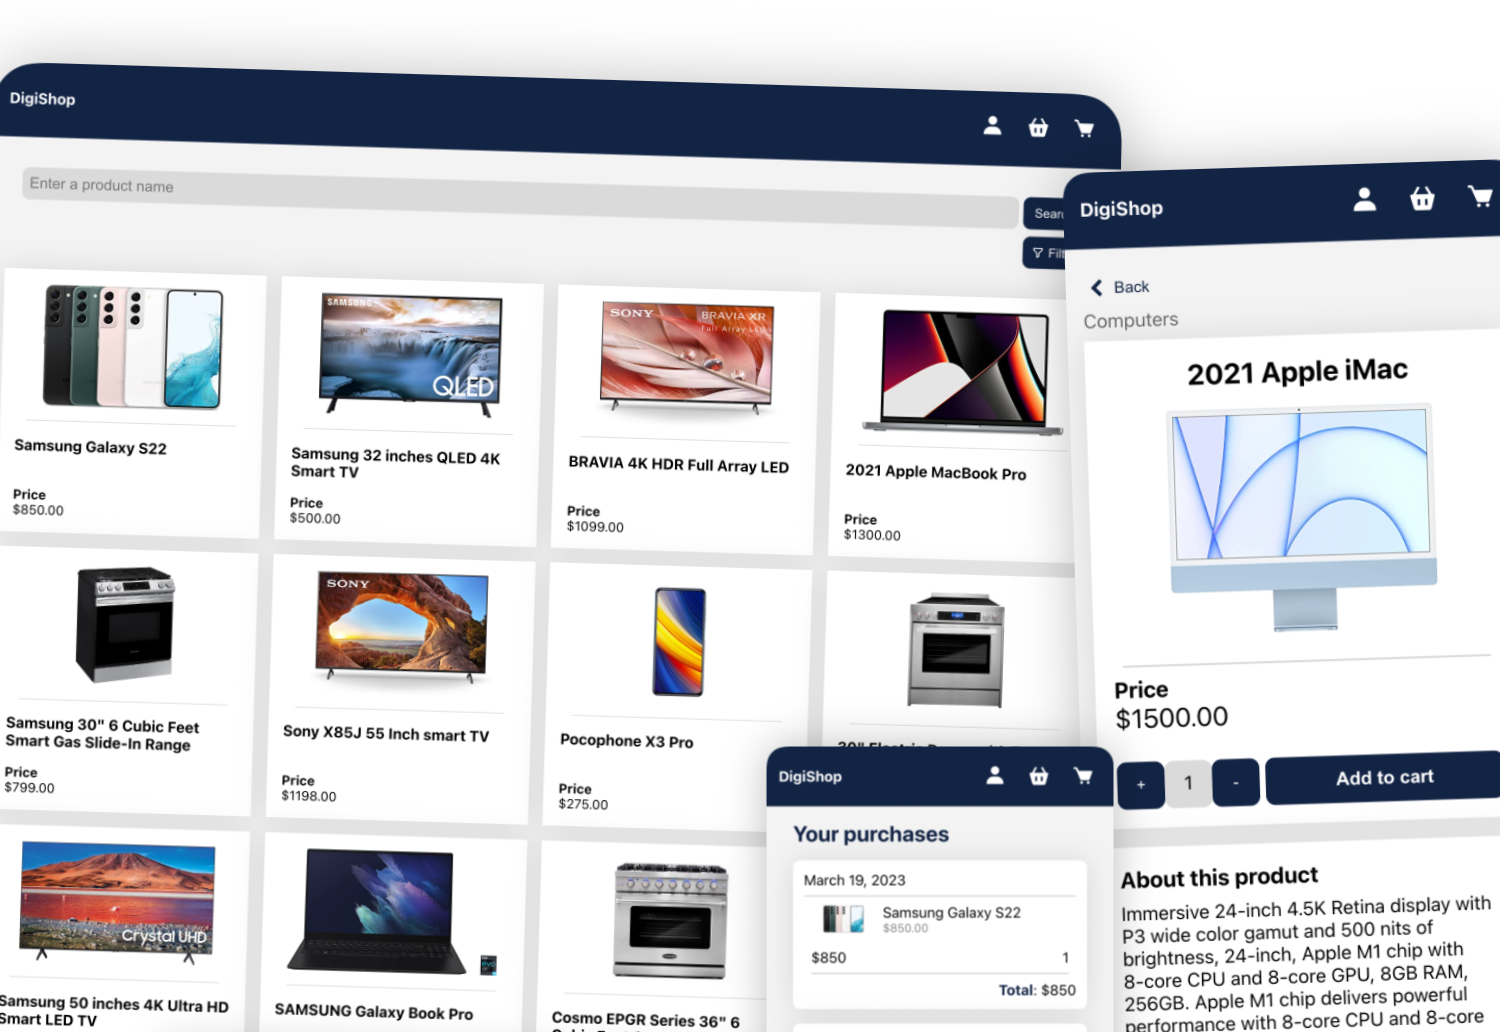 DigiShop
Enter a product name
Samsung Galaxy S22
Price
$850.00
SAMSUNG
QLED
Samsung 32 inches QLED 4K
Smart TV
Price
$500.00
SONY
BRAVIA XR
Full Array LED
BRAVIA 4K HDR Full Array LED
Price
$1099.00
2021 Apple MacBook Pro
Price
$1300.00
Samsung 30" 6 Cubic Feet
Smart Gas Slide-In Range
Price
$799.00
SONY
Sony X85J 55 Inch smart TV
Price
$1198.00
Pocophone X3 Pro
Price
$275.00
Crystal UHD
Samsung 50 inches 4K Ultra HD
Smart LED TV
evo
SAMSUNG Galaxy Book Pro
Cosmo EPGR Series 36" 6
DigiShop
Back
Computers
2021 Apple iMac
Price
$1500.00
+
1
-
Add to cart
About this product
Immersive 24-inch 4.5K Retina display with
P3 wide color gamut and 500 nits of
brightness, 24-inch, Apple M1 chip with
8-core CPU and 8-core GPU, 8GB RAM,
256GB. Apple M1 chip delivers powerful
performance with 8-core CPU and 8-core
DigiShop
Your purchases
March 19, 2023
Samsung Galaxy S22
$850.00
$850
1
Total: $850